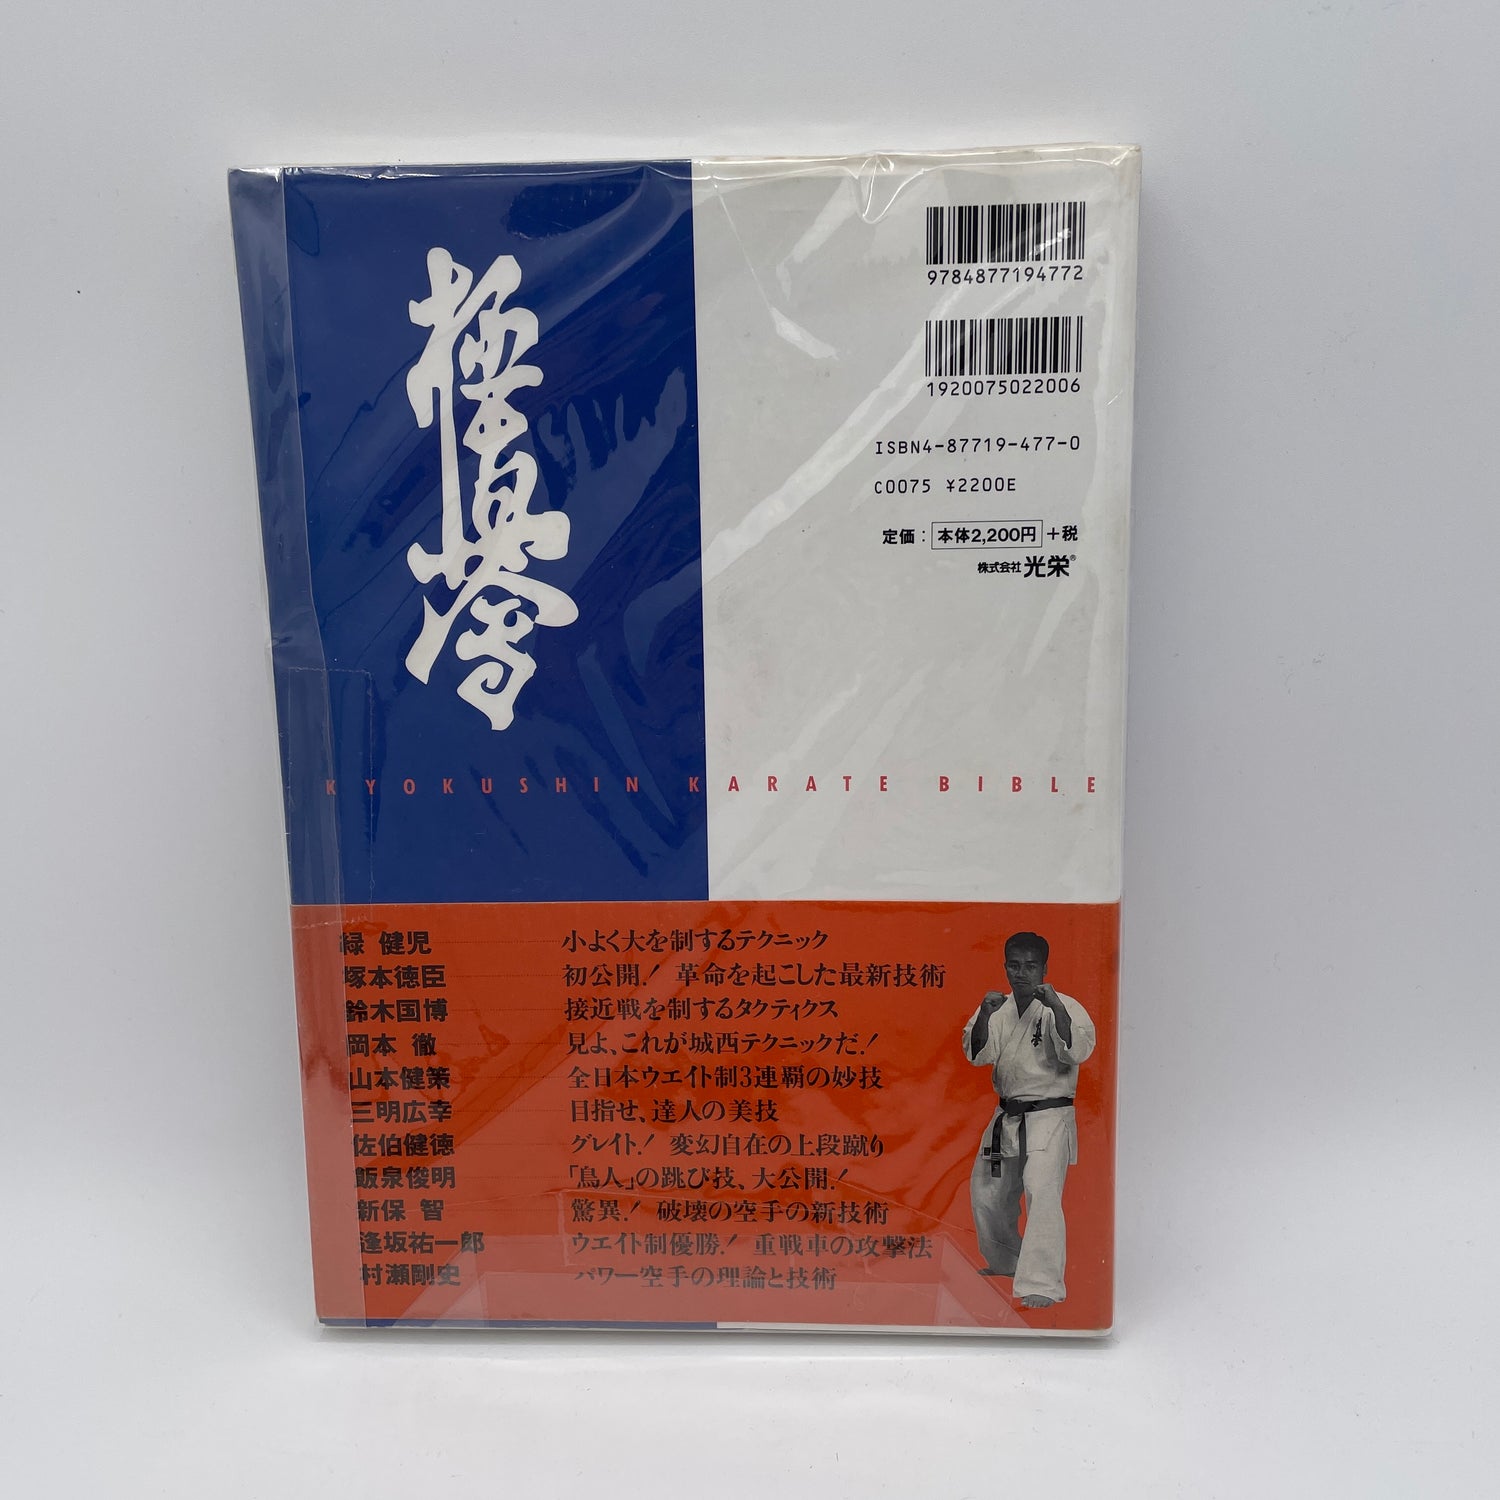 極真会
9784877194772
1920075022006
ISBN4-87719-477-0
C0075 ¥2200E
定価：本体2,200円+税
株式会社光栄®
KYOKUSHIN KARATE BIBLE
緑 健児 小よく大を制するテクニック
塚本徳臣 初公開！ 革命を起こした最新技術
鈴木国博 接近戦を制するタクティクス
岡本 徹 見よ、これが城西テクニックだ！
山本健策 全日本ウエイト制3連覇の妙技
三明広幸 目指せ、達人の美技
佐伯健徳 グレイト！ 変幻自在の上段蹴り
飯泉俊明 「鳥人」の跳び技、大公開！
新保 智 驚異！ 破壊の空手の新技術
逢坂祐一郎 ウエイト制優勝！ 重戦車の攻撃法
村瀬剛史 パワー空手の理論と技術